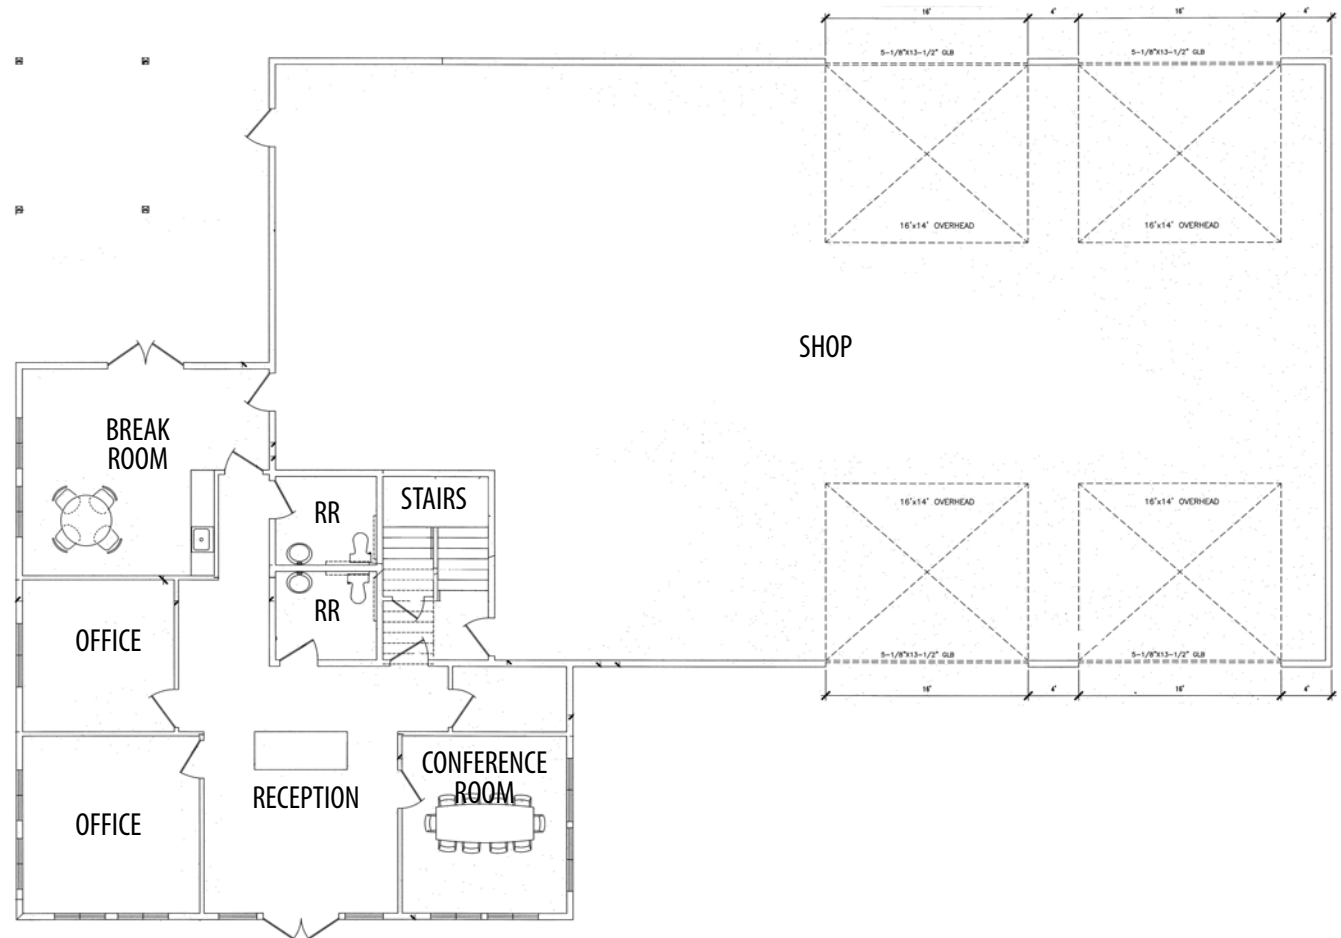 16'
4'
16'
4'
5-1/8"X13-1/2" GLB
5-1/8"X13-1/2" GLB
16'x14' OVERHEAD
16'x14' OVERHEAD
SHOP
BREAK
ROOM
STAIRS
RR
16'x14' OVERHEAD
16'x14' OVERHEAD
RR
OFFICE
5-1/8"X13-1/2" GLB
5-1/8"X13-1/2" GLB
16'
4'
16'
4'
CONFERENCE
ROOM
RECEPTION
OFFICE